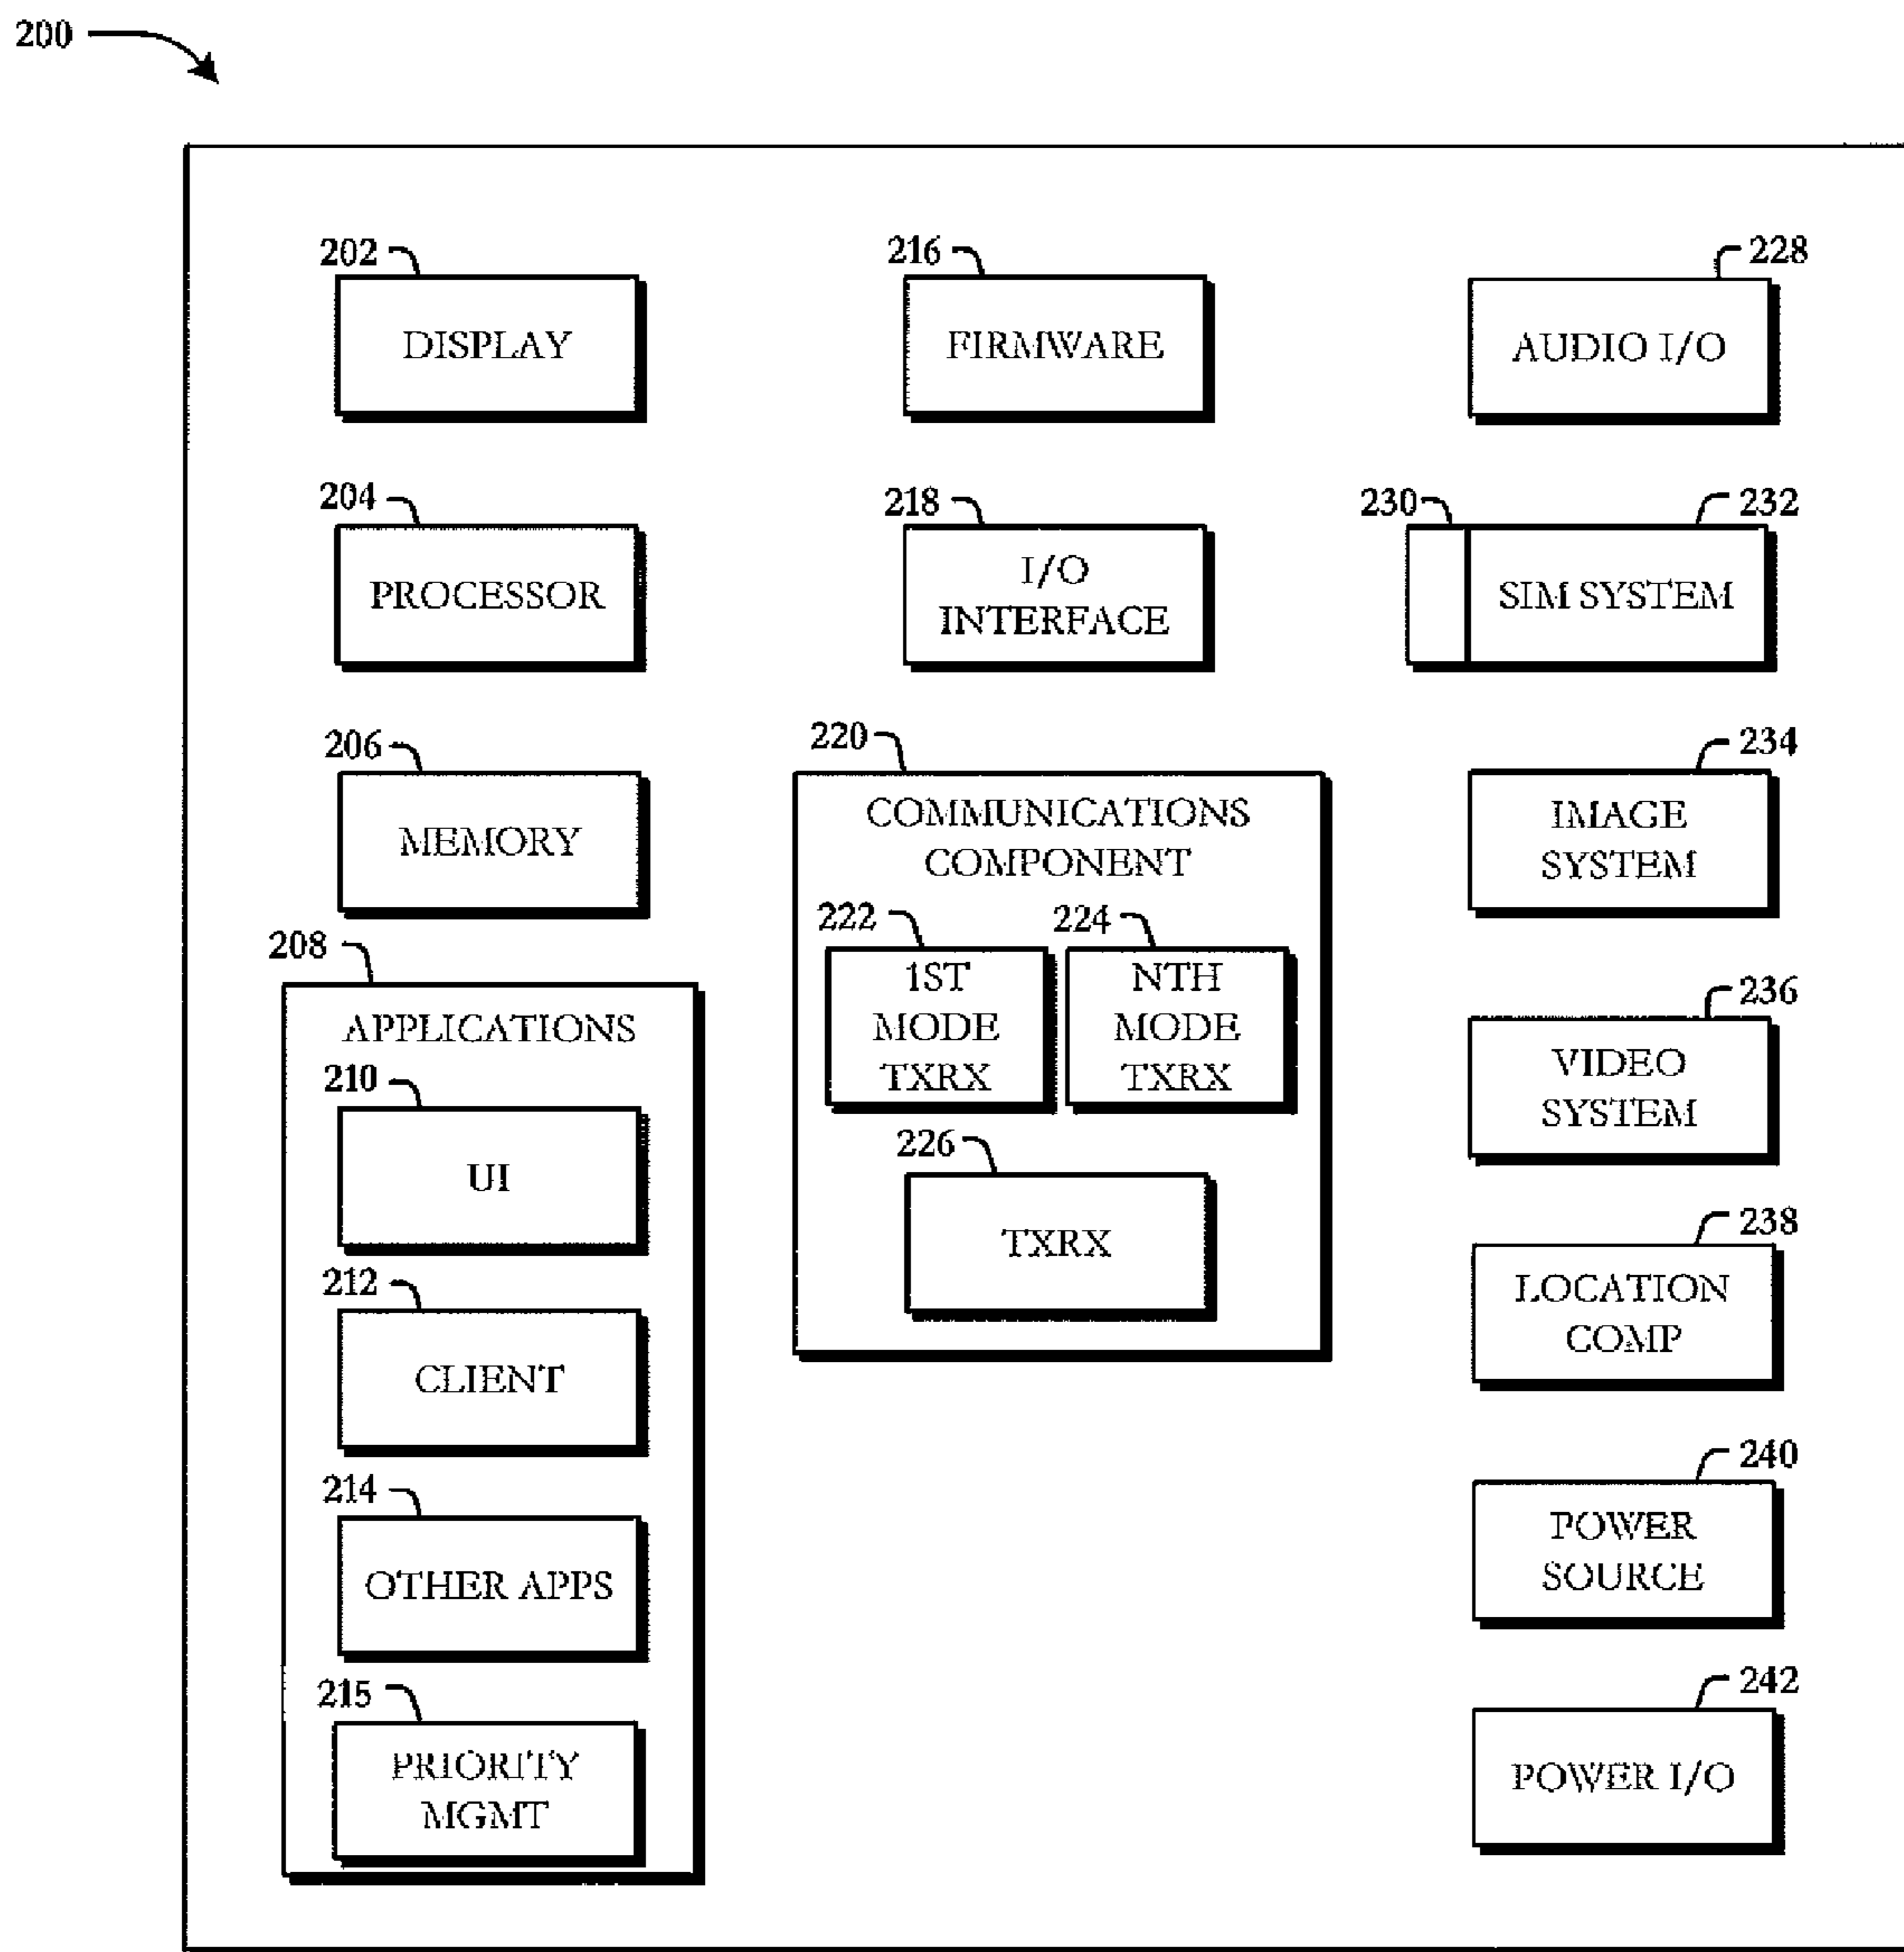 200
202
DISPLAY
204
PROCESSOR
206
MEMORY
208
APPLICATIONS
210
UI
212
CLIENT
214
OTHER APPS
215
PRIORITY
MGMT
216
FIRMWARE
218
I/O
INTERFACE
220
COMMUNICATIONS
COMPONENT
222
1ST
MODE
TXRX
224
NTH
MODE
TXRX
226
TXRX
228
AUDIO I/O
230
232
SIM SYSTEM
234
IMAGE
SYSTEM
236
VIDEO
SYSTEM
238
LOCATION
COMP
240
POWER
SOURCE
242
POWER I/O